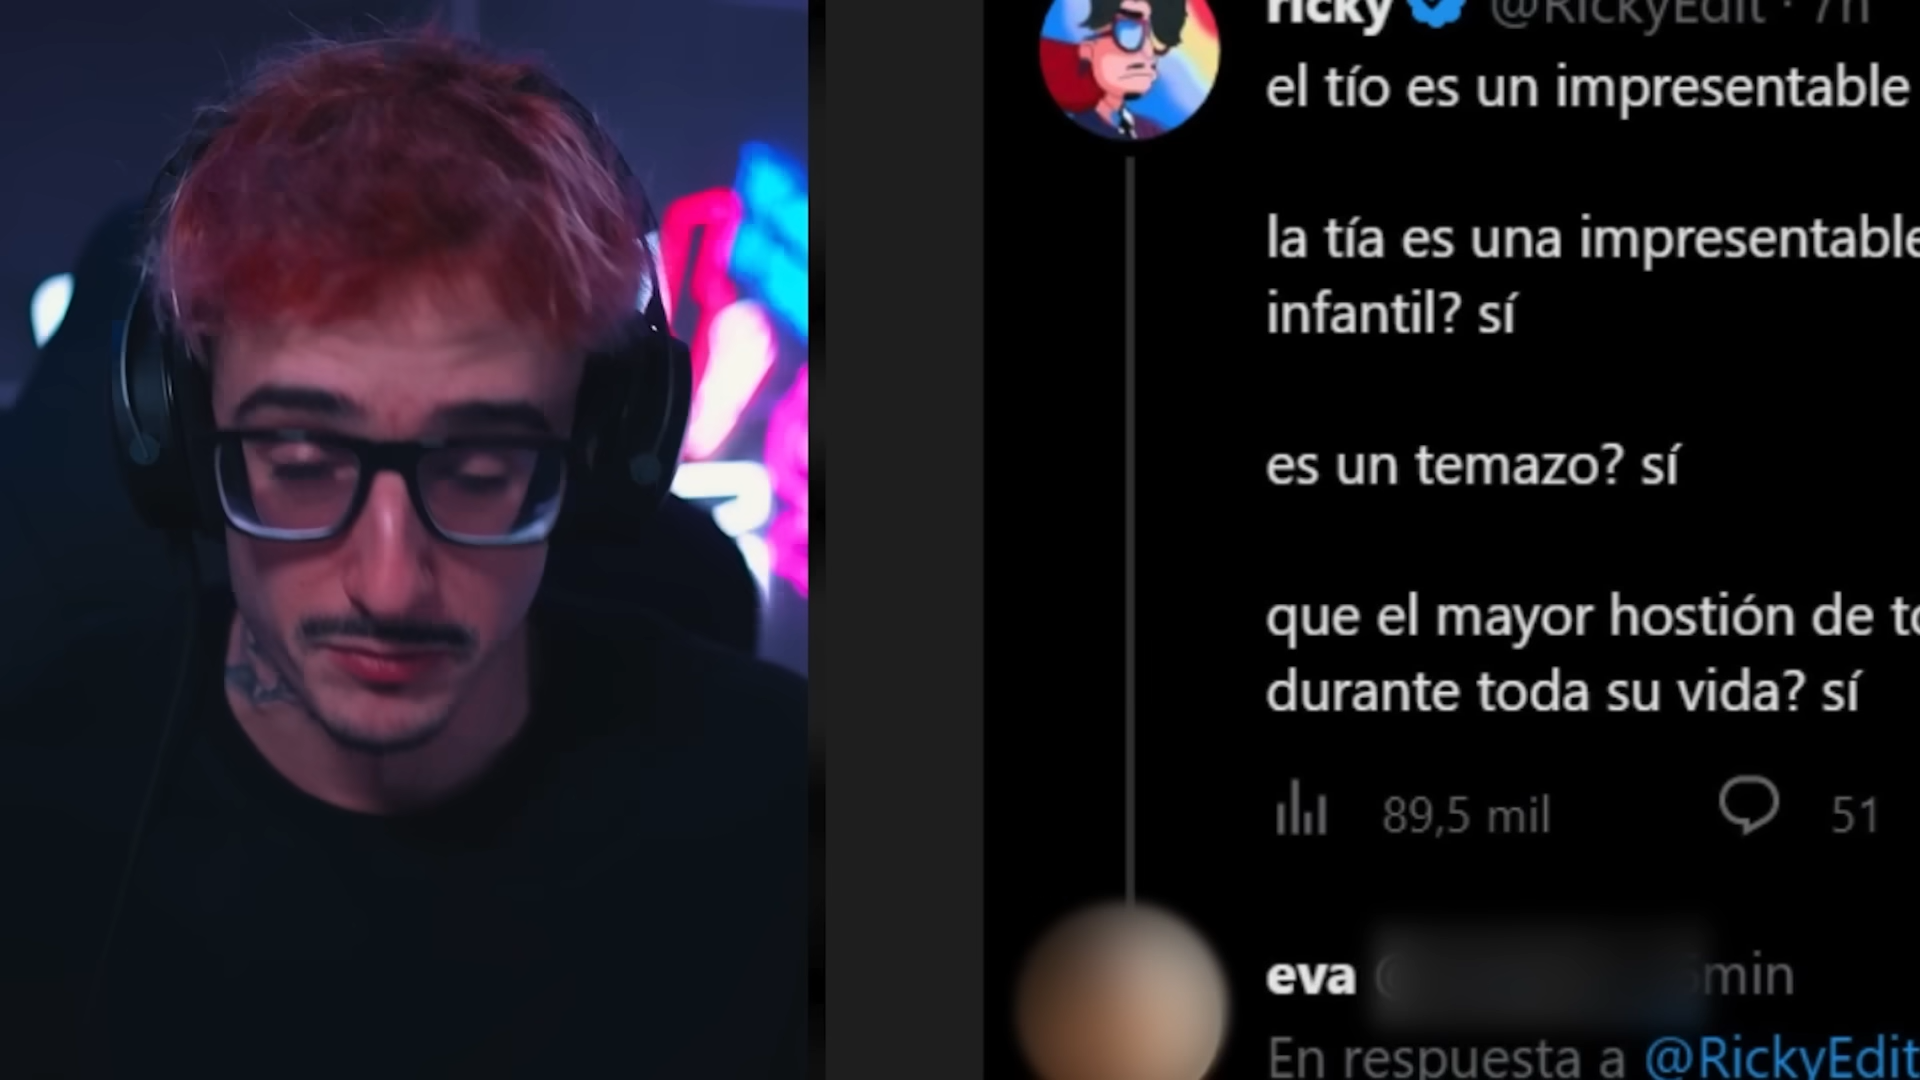 ricky @RickyEdit · 7h
el tío es un impresentable
la tía es una impresentable
infantil? sí
es un temazo? sí
que el mayor hostión de to
durante toda su vida? sí
89,5 mil 51
eva min
En respuesta a @RickyEdit